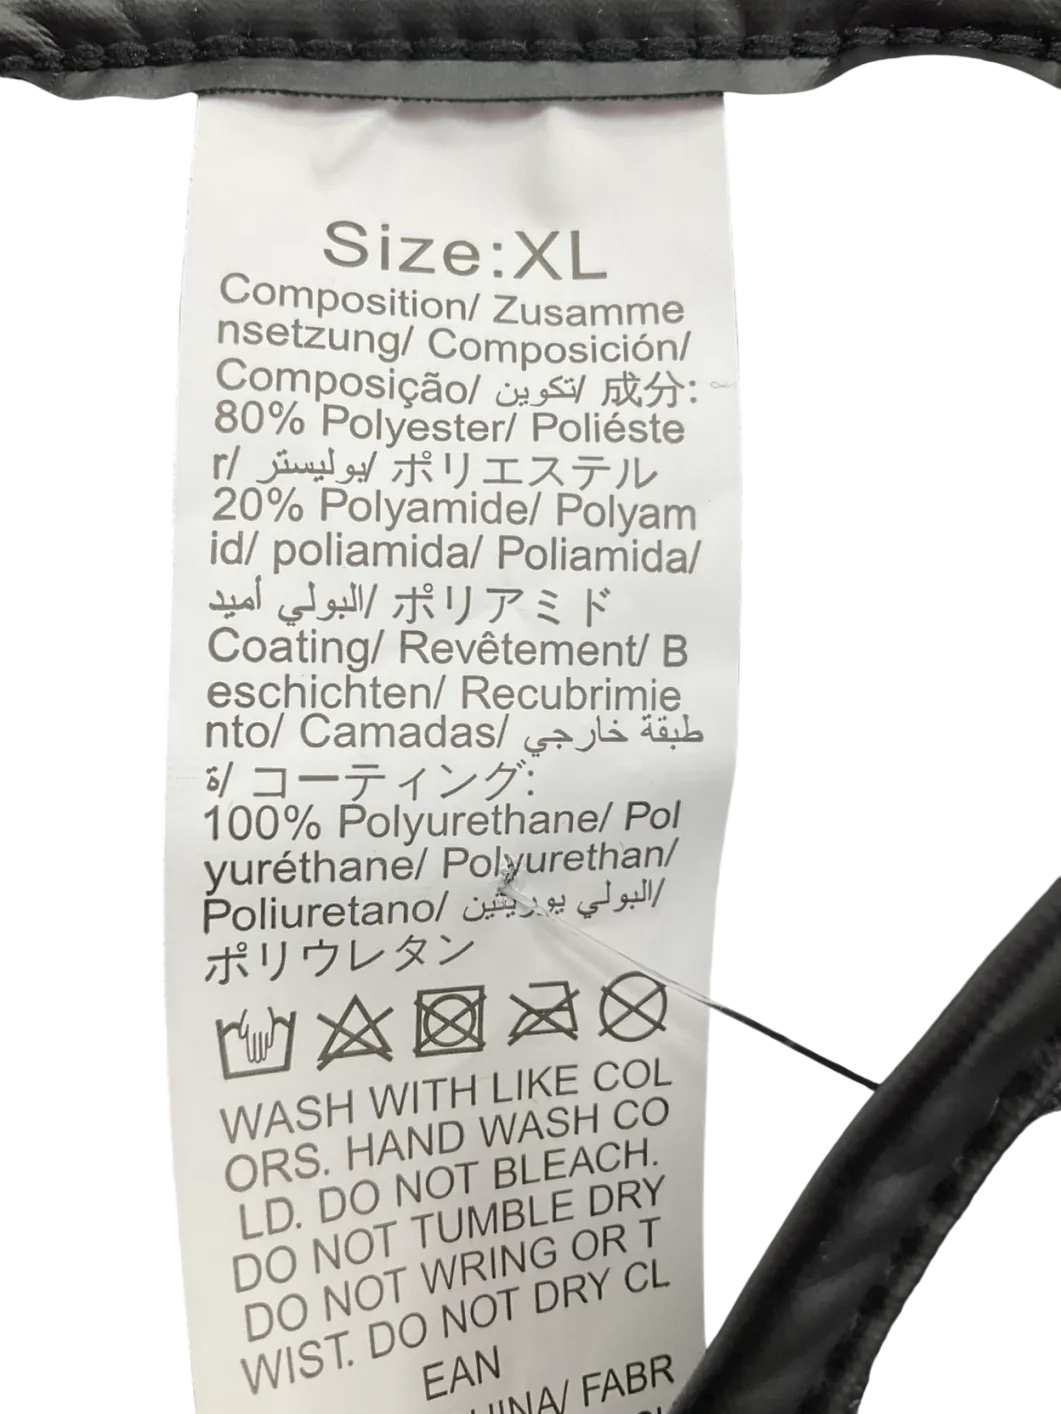 Size:XL
Composition/ Zusamme
nsetzung/ Composición/
Composição/ تكوين/ 成分:
80% Polyester/ Poliéste
r/ بوليستر/ ポリエステル
20% Polyamide/ Polyam
id/ poliamida/ Poliamida/
البولي أميد/ ポリアミド
Coating/ Revêtement/ B
eschichten/ Recubrimie
nto/ Camadas/ طبقة خارجي
ة/ コーティング:
100% Polyurethane/ Pol
yuréthane/ Polyurethan/
Poliuretano/ البولي يوريثين/
ポリウレタン
WASH WITH LIKE COL
ORS. HAND WASH CO
LD. DO NOT BLEACH.
DO NOT TUMBLE DRY
DO NOT WRING OR T
WIST. DO NOT DRY CL
EAN
FABR